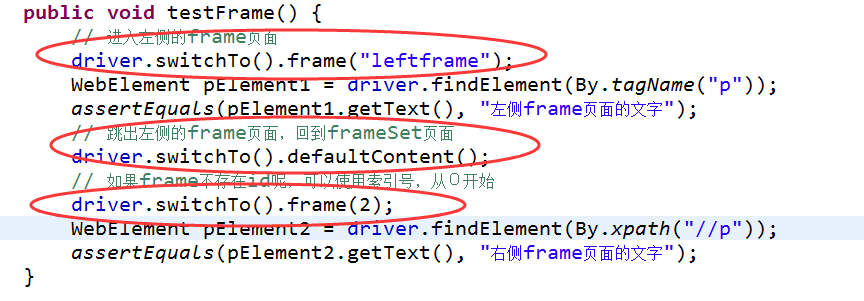 public void testFrame() {
// 进入左侧的frame页面
driver.switchTo().frame("leftframe");
WebElement pElement1 = driver.findElement(By.tagName("p"));
assertEquals(pElement1.getText(), "左侧frame页面的文字");
// 跳出左侧的frame页面，回到frameSet页面
driver.switchTo().defaultContent();
// 如果frame不存在id呢，可以使用索引号，从０开始
driver.switchTo().frame(2);
WebElement pElement2 = driver.findElement(By.xpath("//p"));
assertEquals(pElement2.getText(), "右侧frame页面的文字");
}